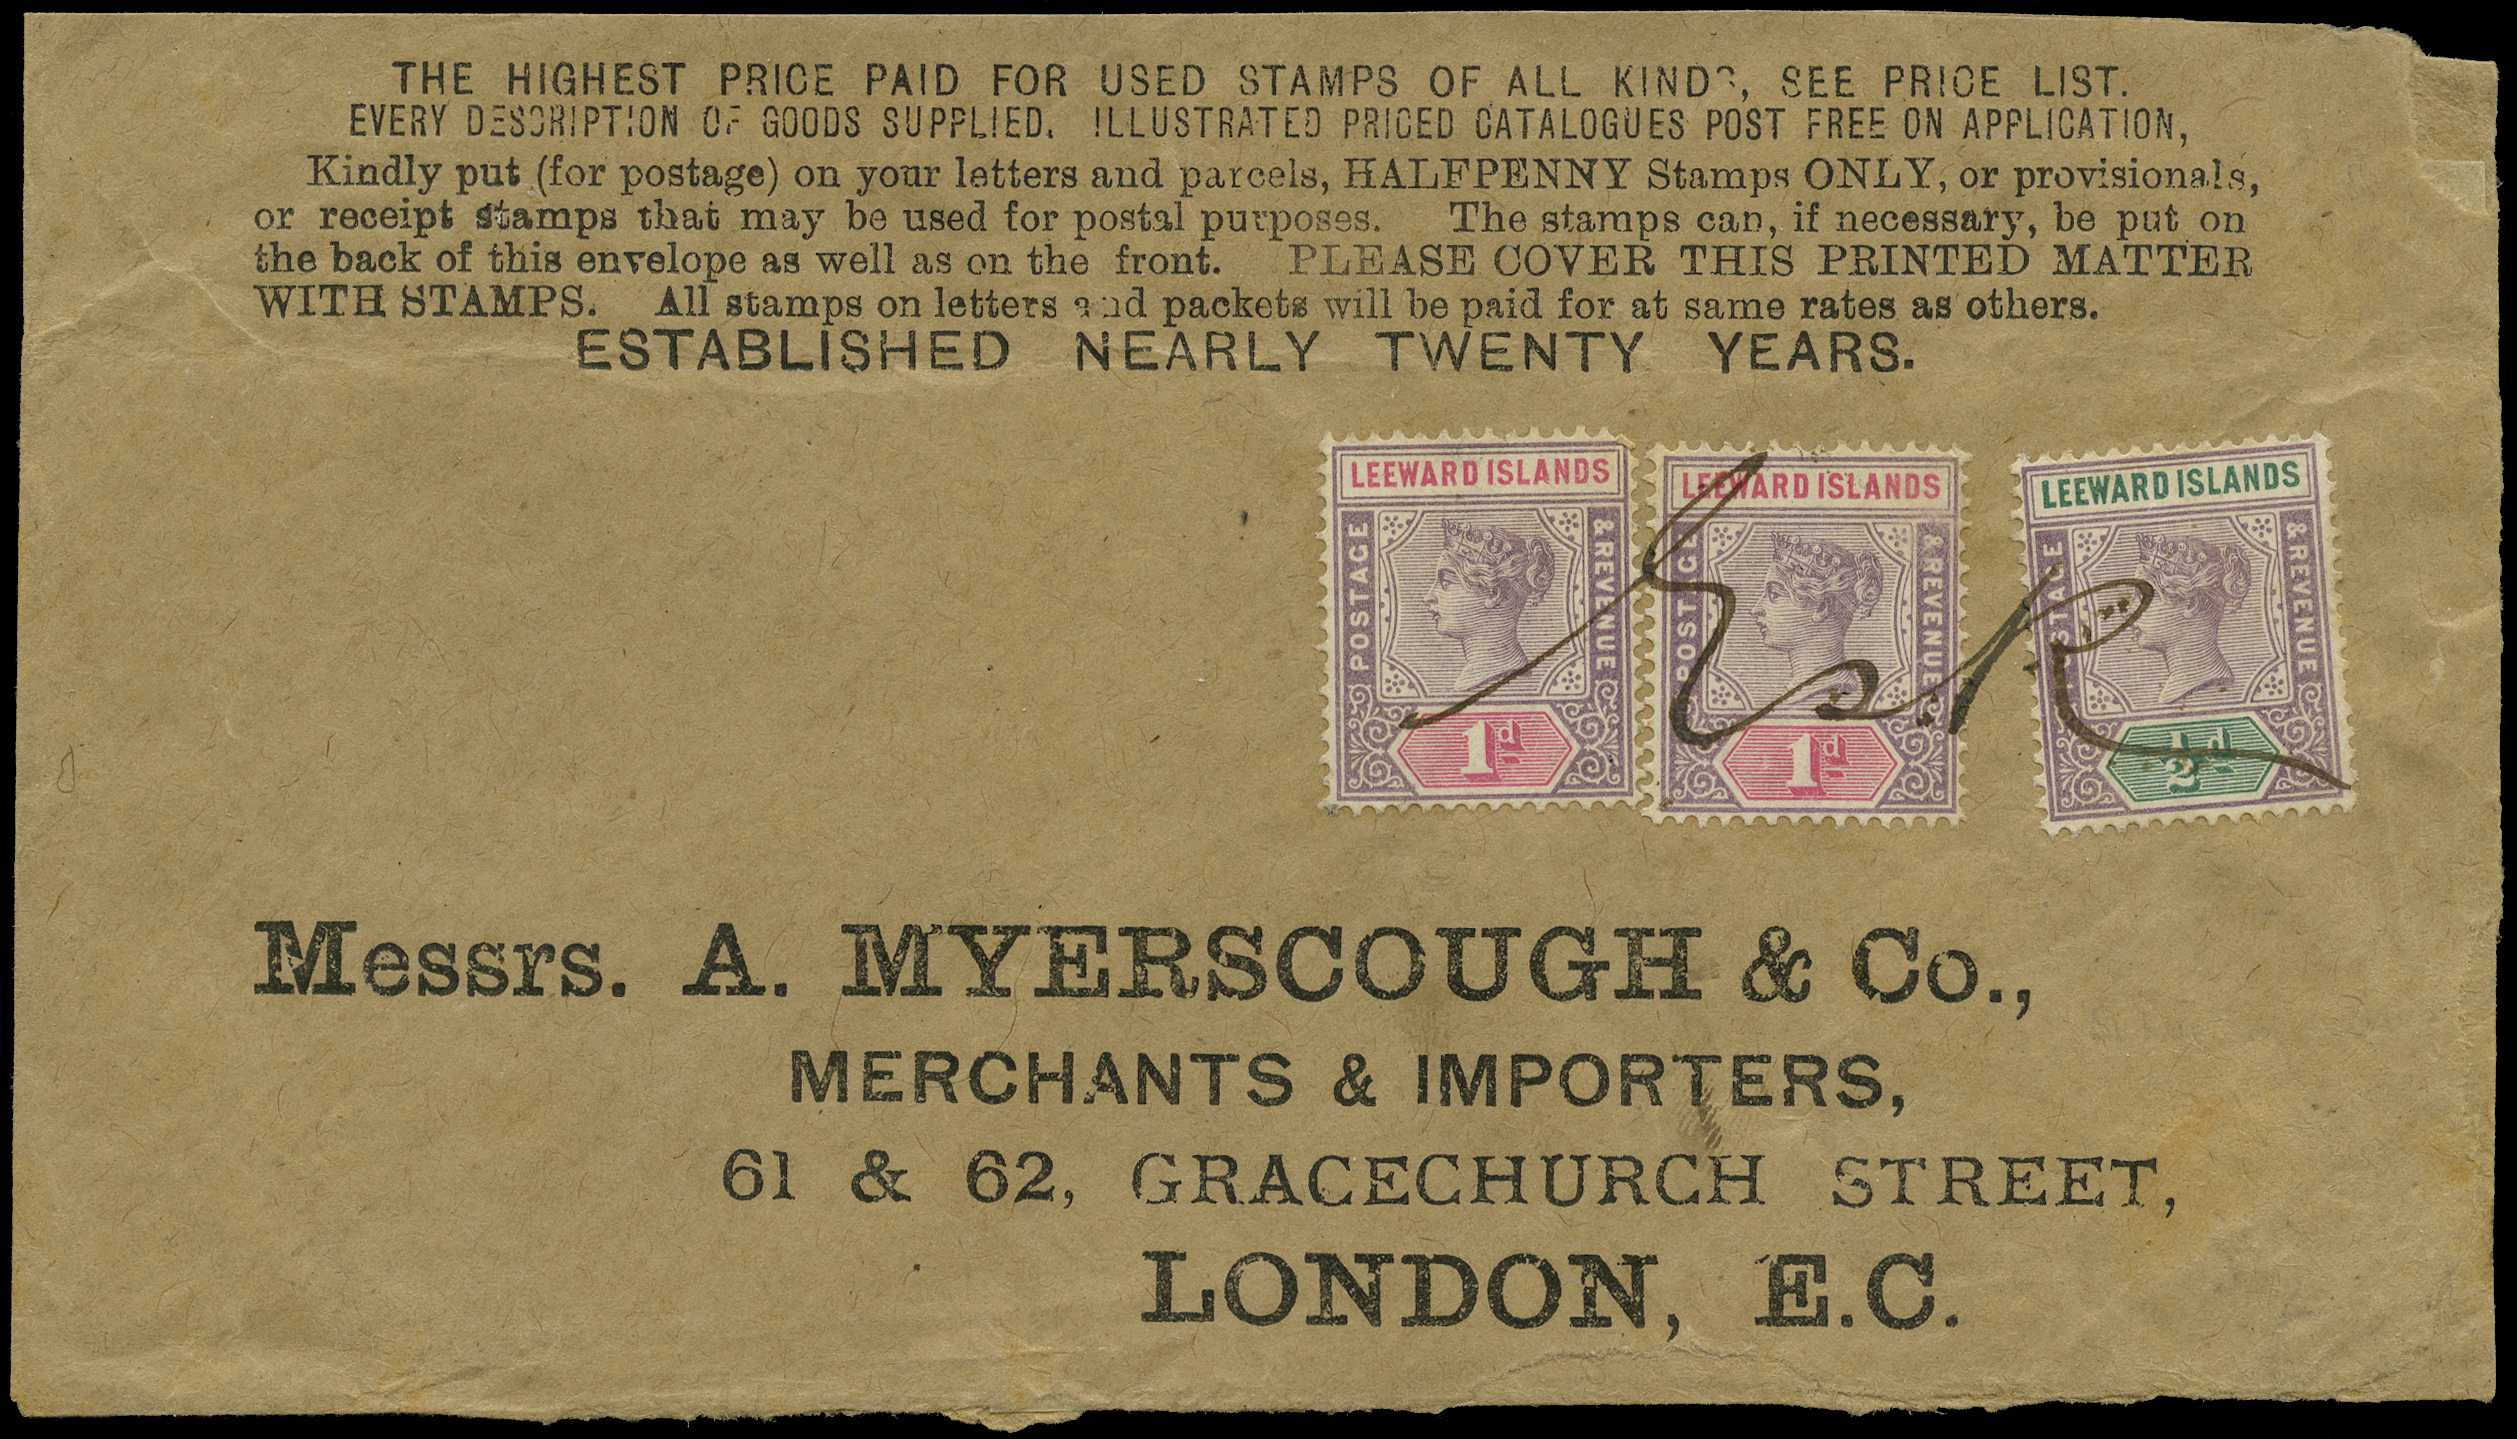 THE HIGHEST PRICE PAID FOR USED STAMPS OF ALL KINDS, SEE PRICE LIST.
EVERY DESCRIPTION OF GOODS SUPPLIED. ILLUSTRATED PRICED CATALOGUES POST FREE ON APPLICATION,
Kindly put (for postage) on your letters and parcels, HALFPENNY Stamps ONLY, or provisionals,
or receipt stamps that may be used for postal purposes. The stamps can, if necessary, be put on
the back of this envelope as well as on the front. PLEASE COVER THIS PRINTED MATTER
WITH STAMPS. All stamps on letters and packets will be paid for at same rates as others.
ESTABLISHED NEARLY TWENTY YEARS.
LEEWARD ISLANDS
POSTAGE
& REVENUE
1d
LEEWARD ISLANDS
POSTAGE
& REVENUE
1d
LEEWARD ISLANDS
POSTAGE
& REVENUE
½d
Messrs. A. MYERSCOUGH & Co.,
MERCHANTS & IMPORTERS,
61 & 62, GRACECHURCH STREET,
LONDON, E.C.